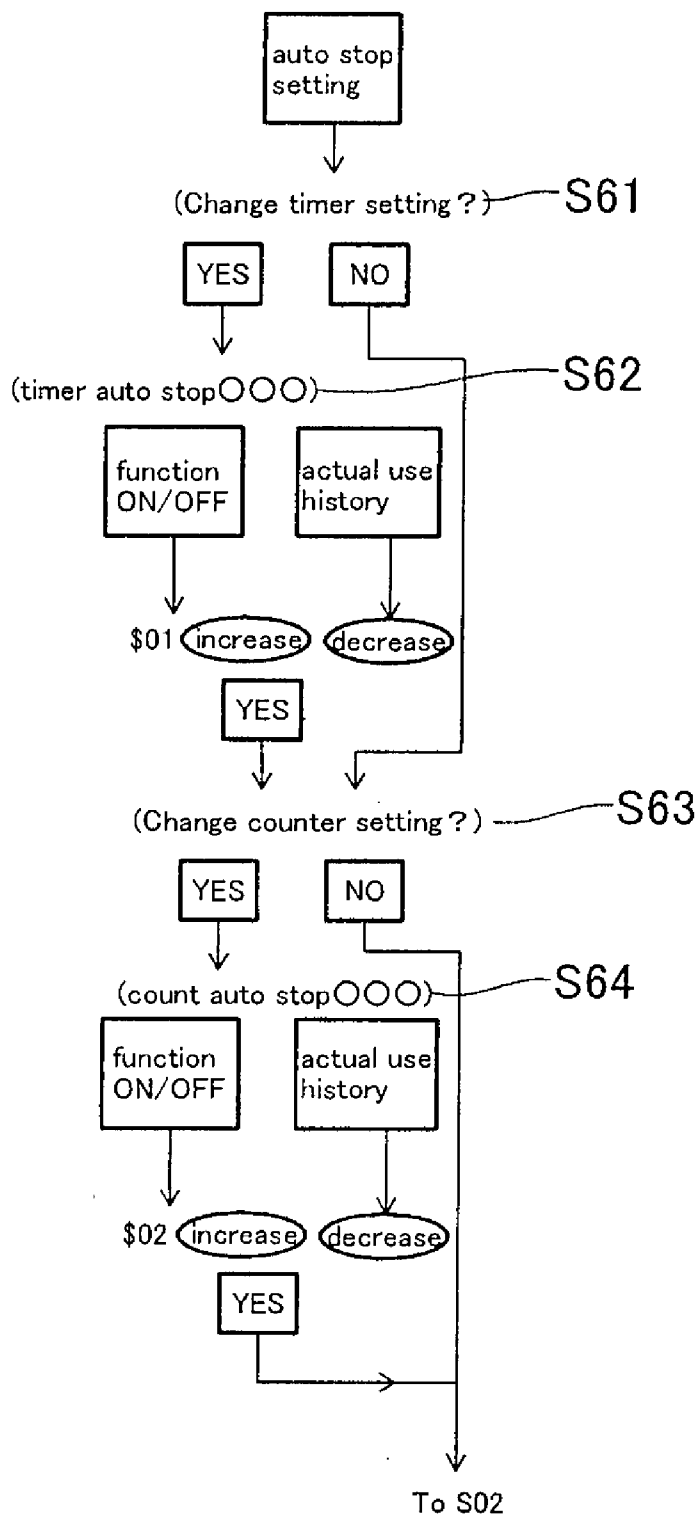 auto stop
setting
(Change timer setting?) S61
YES NO
(timer auto stop○○○) S62
function actual use
ON/OFF history
$01 increase decrease
YES
(Change counter setting?) S63
YES NO
(count auto stop○○○) S64
function actual use
ON/OFF history
$02 increase decrease
YES
To S02